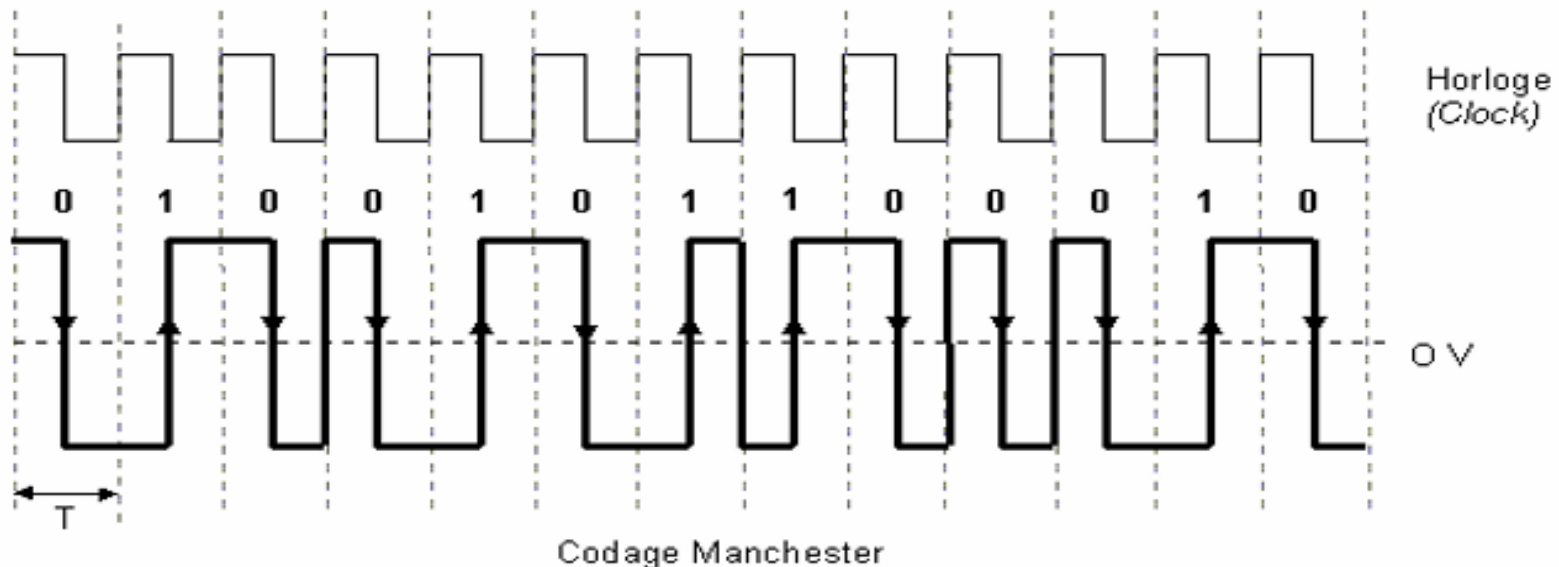 Horloge
(Clock)
0 1 0 0 1 0 1 1 0 0 0 1 0
0 V
T
Codage Manchester